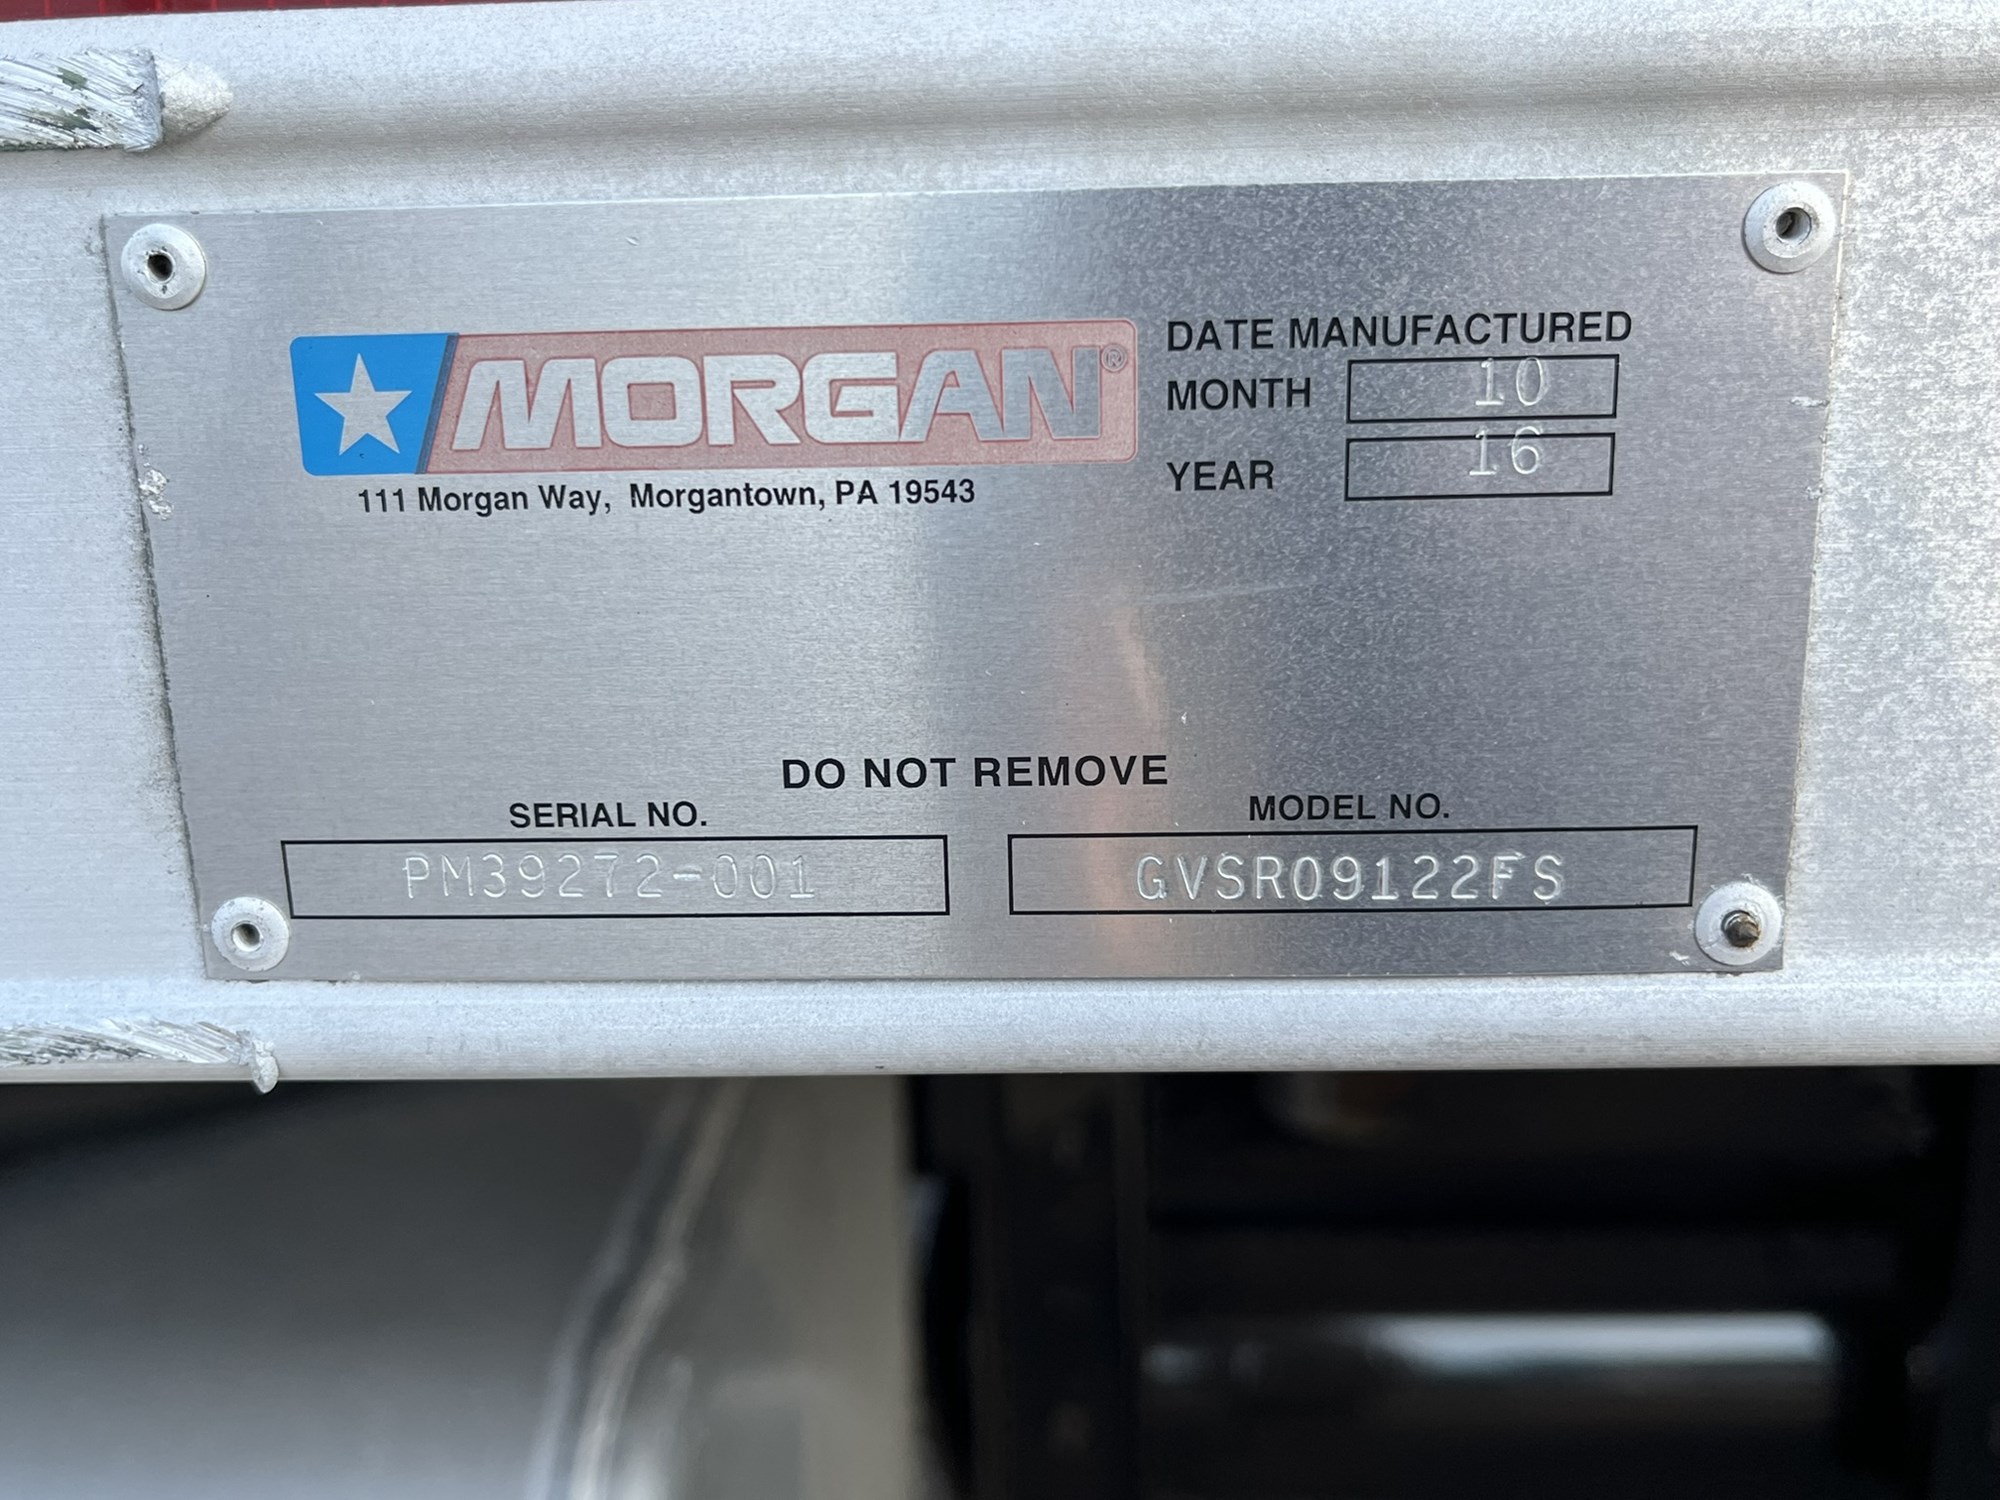 MORGAN®
111 Morgan Way, Morgantown, PA 19543
DATE MANUFACTURED
MONTH 10
YEAR 16
DO NOT REMOVE
SERIAL NO.
PM39272-001
MODEL NO.
GVSR09122FS